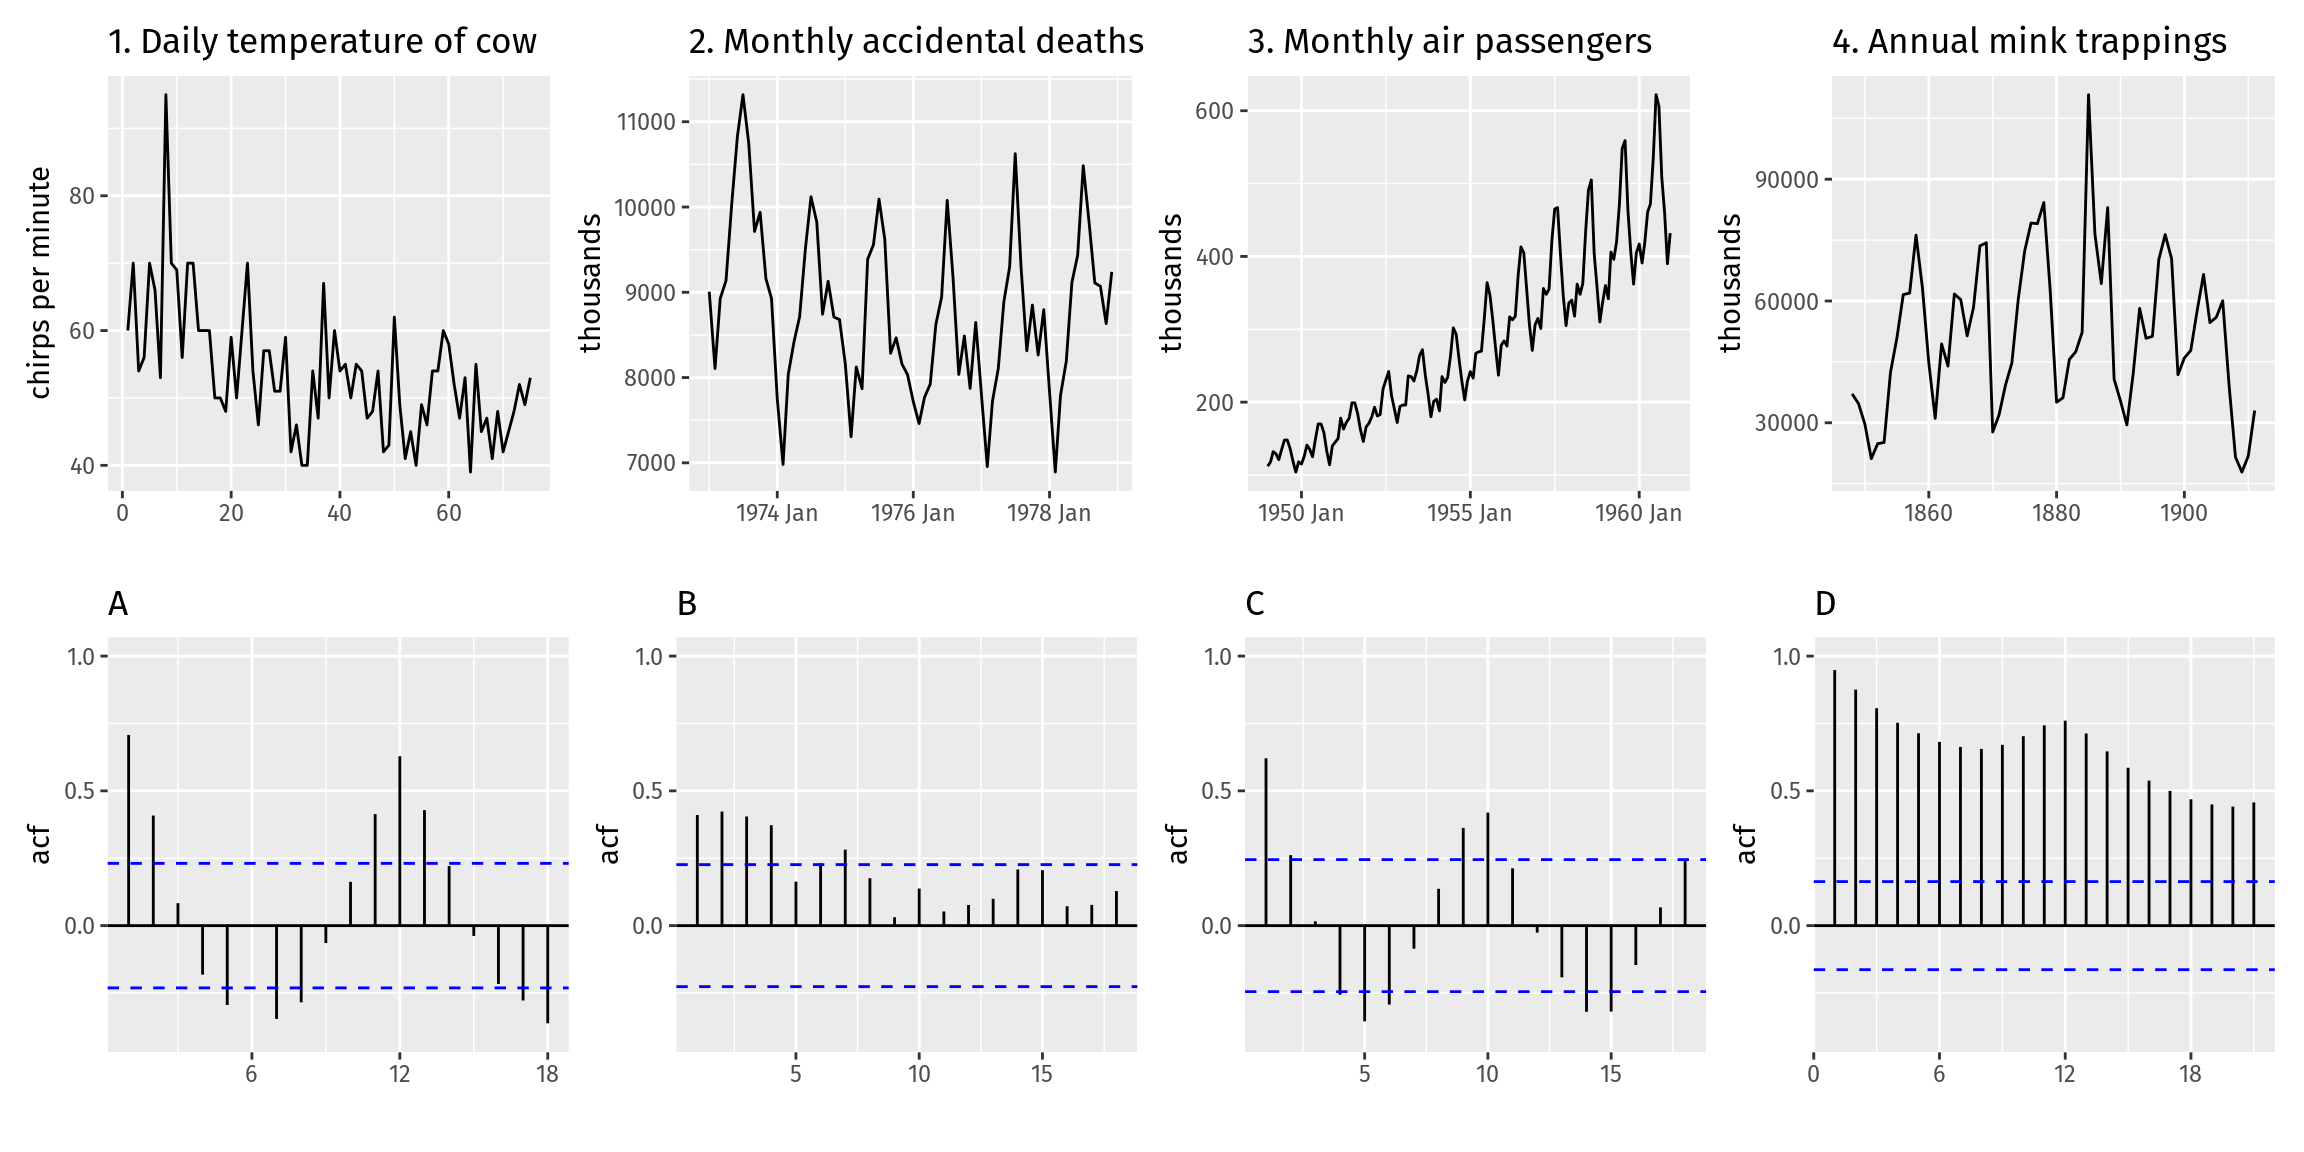 1. Daily temperature of cow
chirps per minute
80
60
40
0 20 40 60
2. Monthly accidental deaths
thousands
11000
10000
9000
8000
7000
1974 Jan 1976 Jan 1978 Jan
3. Monthly air passengers
thousands
600
400
200
1950 Jan 1955 Jan 1960 Jan
4. Annual mink trappings
thousands
90000
60000
30000
1860 1880 1900
A
acf
1.0
0.5
0.0
6 12 18
B
acf
1.0
0.5
0.0
5 10 15
C
acf
1.0
0.5
0.0
5 10 15
D
acf
1.0
0.5
0.0
0 6 12 18